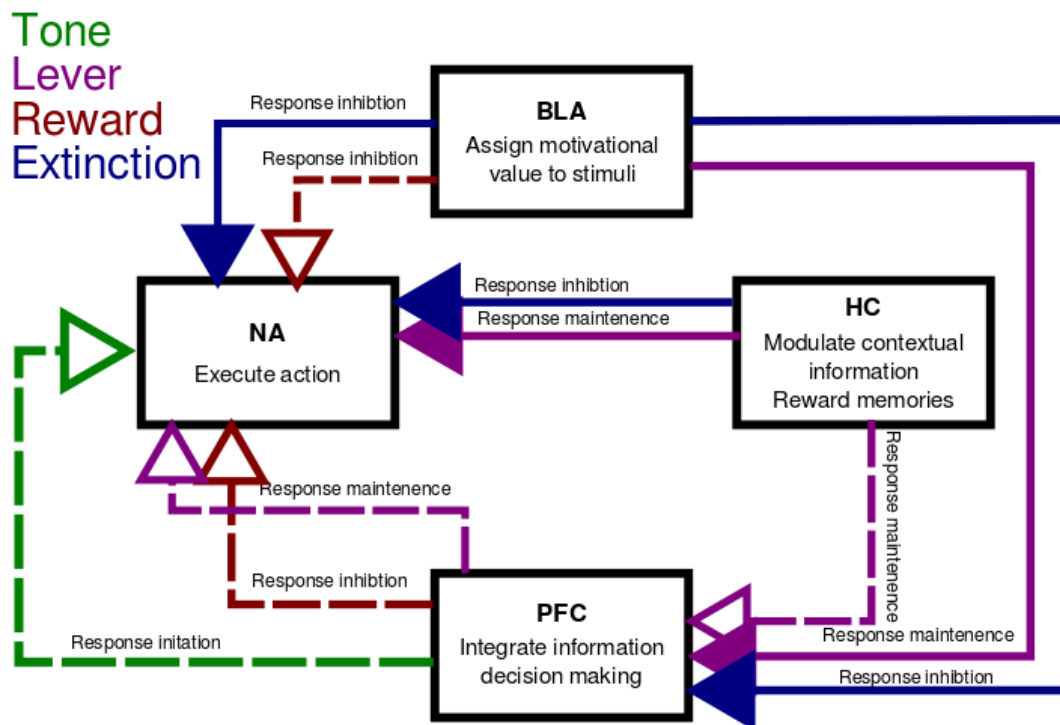 Tone
Lever
Reward
Extinction
Response inhibtion
Response inhibtion
BLA
Assign motivational
value to stimuli
NA
Execute action
Response inhibtion
Response maintenence
HC
Modulate contextual
information
Reward memories
Response maintenence
Response maintenence
Response inhibtion
Response initation
PFC
Integrate information
decision making
Response maintenence
Response inhibtion